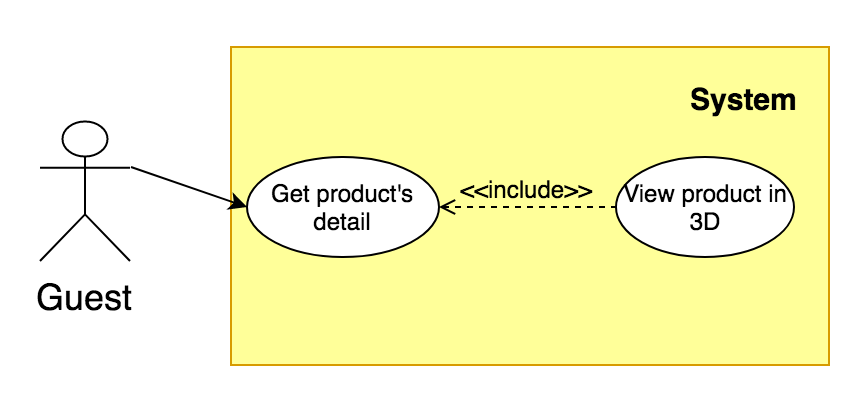 System
Get product's
detail
<<include>>
View product in
3D
Guest